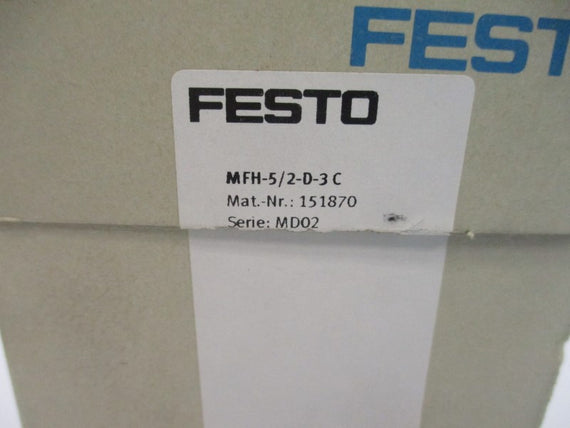 FEST
FESTO
MFH-5/2-D-3 C
Mat.-Nr.: 151870
Serie: MD02